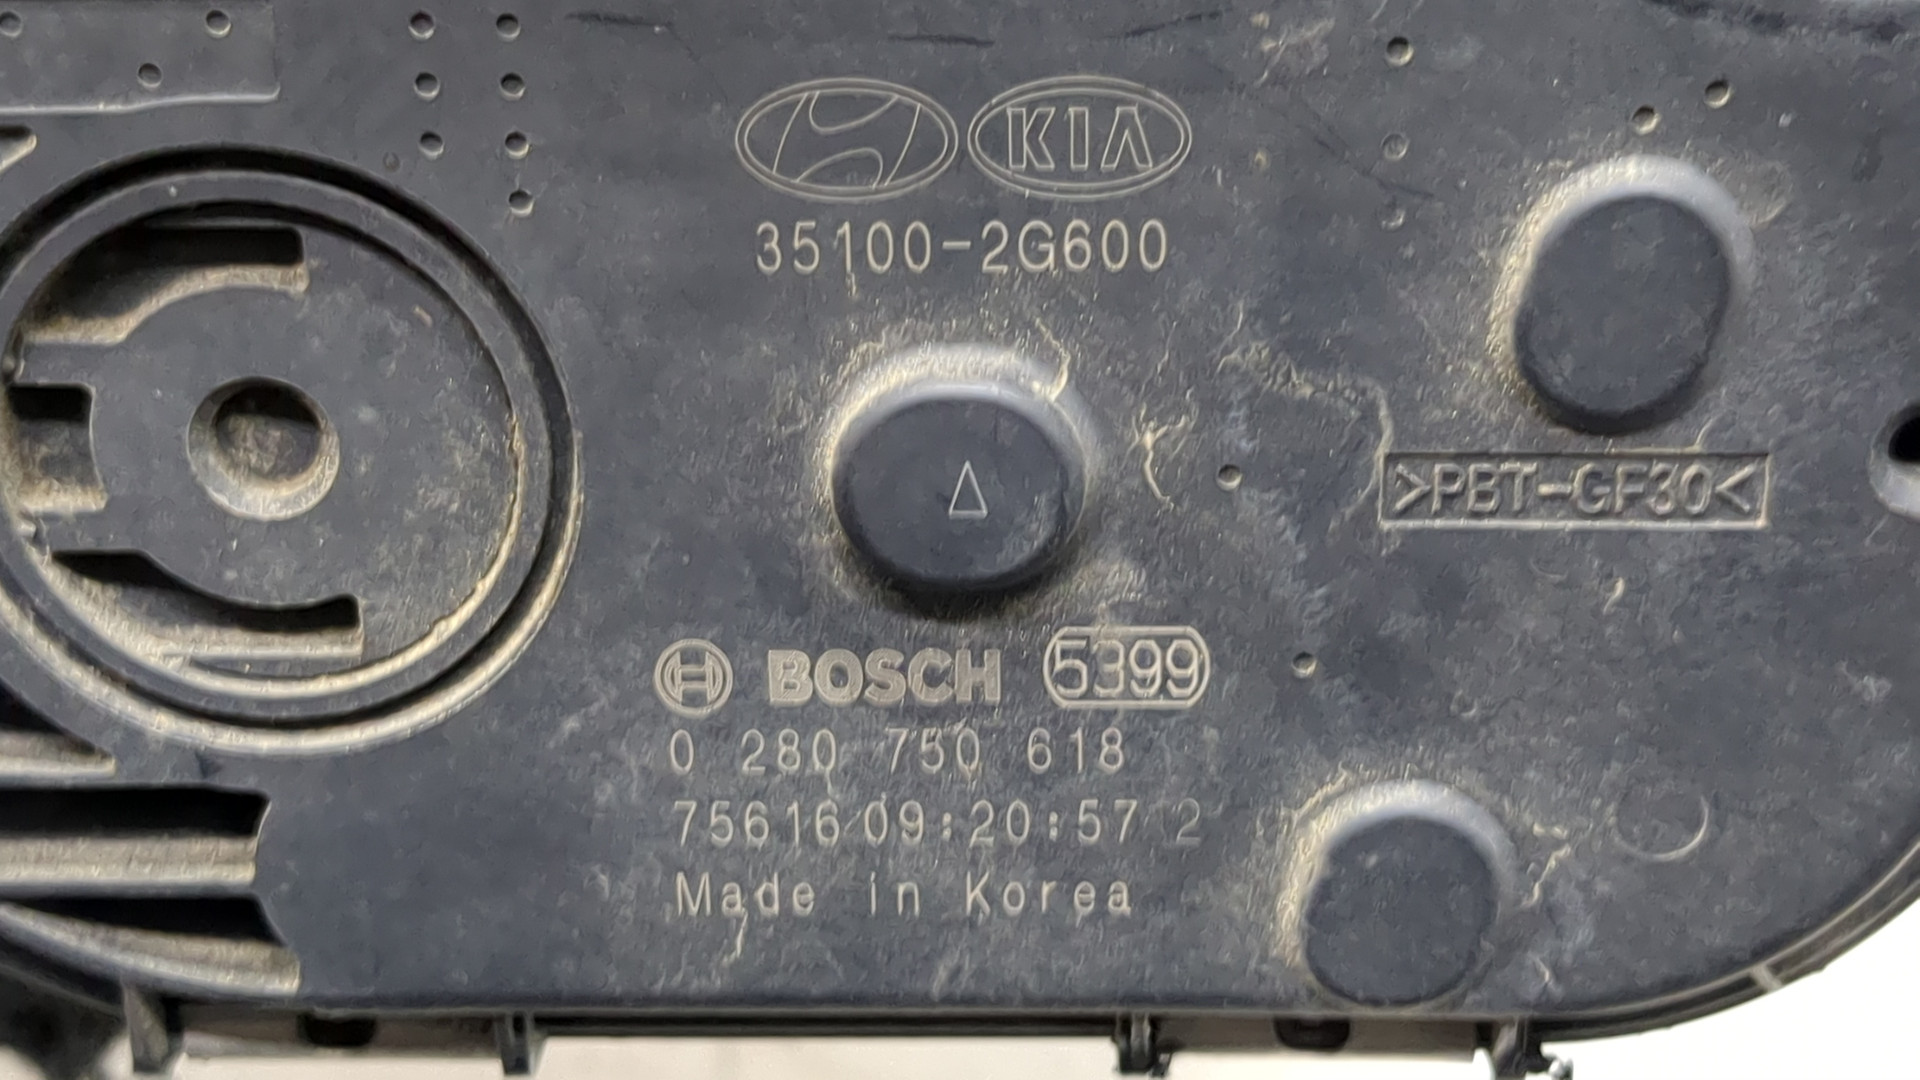 KIA
35100-2G600
>PBT-GF30<
BOSCH 5399
0 280 750 618
75616 09:20:57 2
Made in Korea